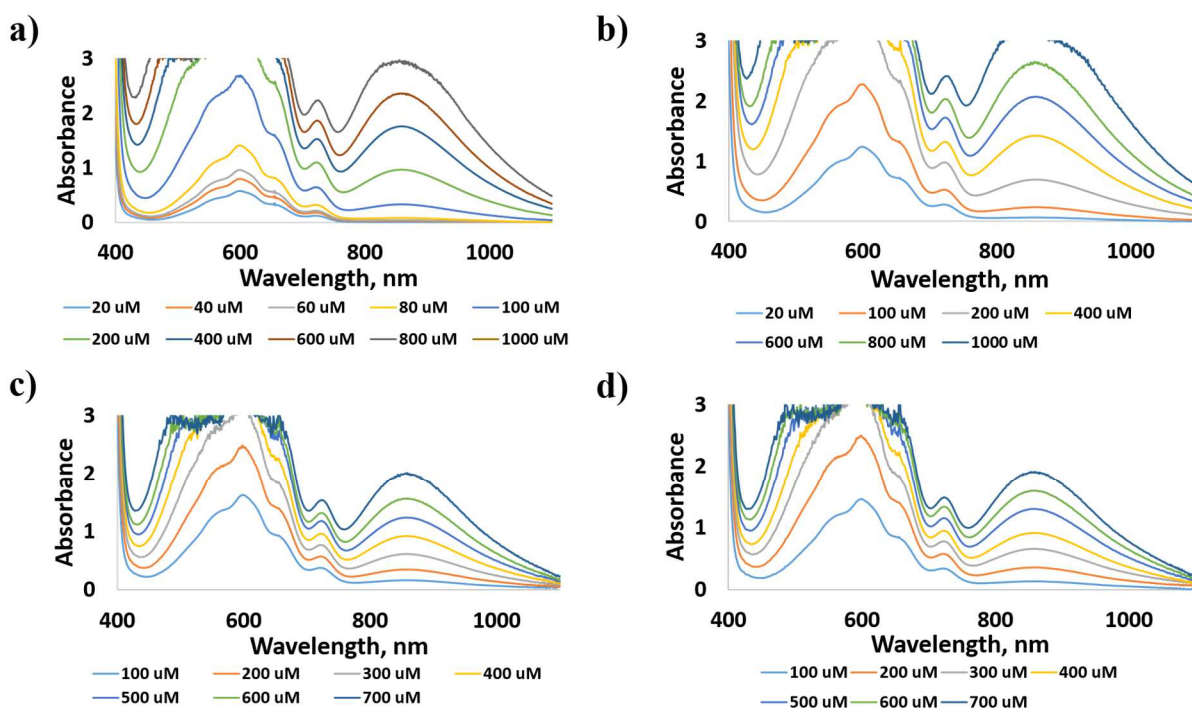 a)
3
2
1
0
Absorbance
400 600 800 1000
Wavelength, nm
20 uM 40 uM 60 uM 80 uM 100 uM
200 uM 400 uM 600 uM 800 uM 1000 uM
b)
3
2
1
0
Absorbance
400 600 800 1000
Wavelength, nm
20 uM 100 uM 200 uM 400 uM
600 uM 800 uM 1000 uM
c)
3
2
1
0
Absorbance
400 600 800 1000
Wavelength, nm
100 uM 200 uM 300 uM 400 uM
500 uM 600 uM 700 uM
d)
3
2
1
0
Absorbance
400 600 800 1000
Wavelength, nm
100 uM 200 uM 300 uM 400 uM
500 uM 600 uM 700 uM